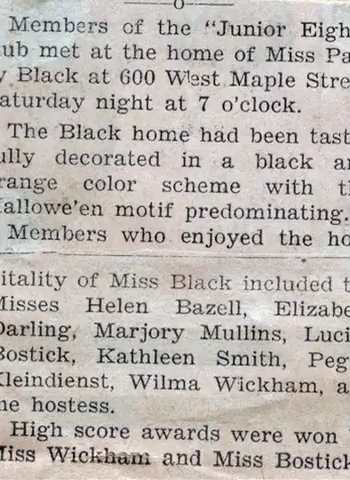 o
Members of the "Junior Eigh
ub met at the home of Miss Pa
y Black at 600 West Maple Stre
aturday night at 7 o'clock.
The Black home had been tast
ully decorated in a black an
range color scheme with th
Hallowe'en motif predominating.
Members who enjoyed the ho
itality of Miss Black included t
Misses Helen Bazell, Elizabe
Darling, Marjory Mullins, Luci
Bostick, Kathleen Smith, Peg
Kleindienst, Wilma Wickham, a
he hostess.
High score awards were won
Miss Wickham and Miss Bostick